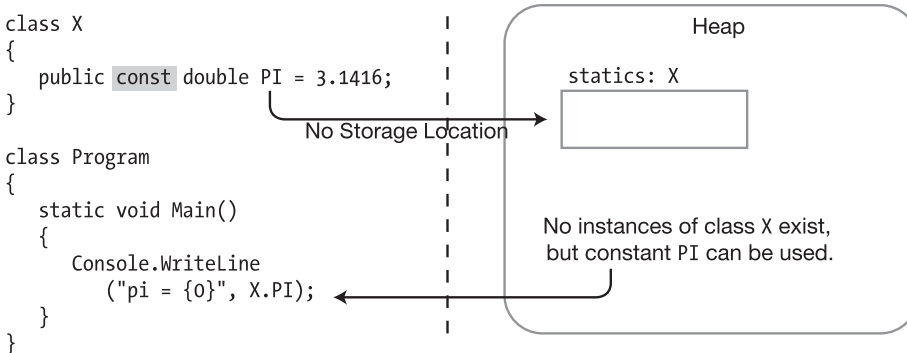 class X
{
public const double PI = 3.1416;
}
No Storage Location
class Program
{
static void Main()
{
Console.WriteLine
("pi = {0}", X.PI);
}
}
Heap
statics: X
No instances of class X exist,
but constant PI can be used.